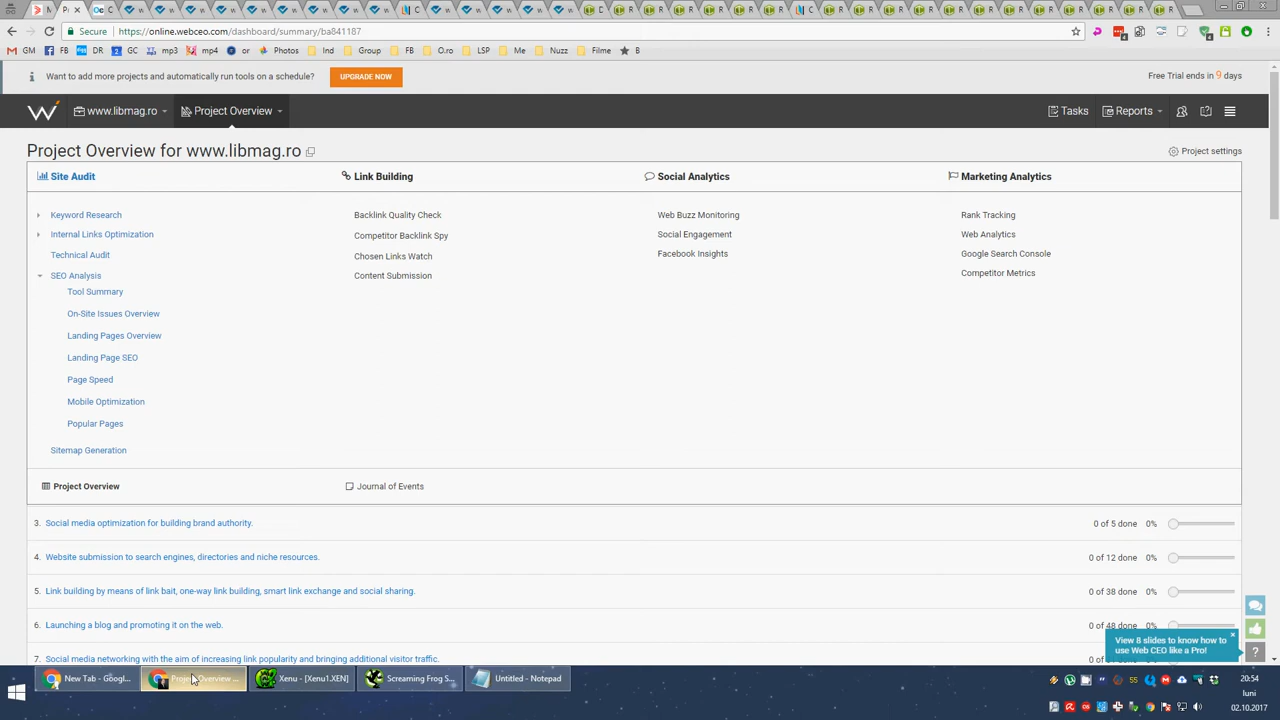 Secure
https://online.webceo.com/dashboard/summary/ba841187
GM FB DR GC mp3 mp4 or Photos Ind Group FB O.ro LSP Me Nuzz Filme B
Want to add more projects and automatically run tools on a schedule? UPGRADE NOW Free Trial ends in 9 days
www.libmag.ro Project Overview Tasks Reports
Project Overview for www.libmag.ro Project settings
Site Audit Link Building Social Analytics Marketing Analytics
Keyword Research Backlink Quality Check Web Buzz Monitoring Rank Tracking
Internal Links Optimization Competitor Backlink Spy Social Engagement Web Analytics
Technical Audit Chosen Links Watch Facebook Insights Google Search Console
SEO Analysis Content Submission Competitor Metrics
Tool Summary
On-Site Issues Overview
Landing Pages Overview
Landing Page SEO
Page Speed
Mobile Optimization
Popular Pages
Sitemap Generation
Project Overview Journal of Events
3. Social media optimization for building brand authority. 0 of 5 done 0%
4. Website submission to search engines, directories and niche resources. 0 of 12 done 0%
5. Link building by means of link bait, one-way link building, smart link exchange and social sharing. 0 of 38 done 0%
6. Launching a blog and promoting it on the web. 0 of 48 done 0%
7. Social media networking with the aim of increasing link popularity and bringing additional visitor traffic.
View 8 slides to know how to
use Web CEO like a Pro!
New Tab - Googl... Project Overview ... Xenu - [Xenu1.XEN] Screaming Frog S... Untitled - Notepad
20:54
luni
02.10.2017